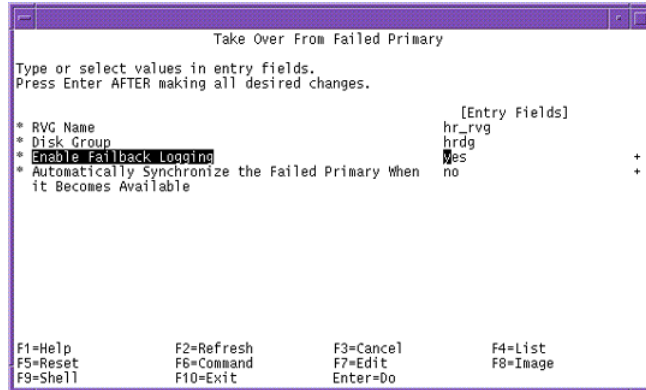 Take Over From Failed Primary
Type or select values in entry fields.
Press Enter AFTER making all desired changes.
[Entry Fields]
* RVG Name hr_rvg
* Disk Group hrdg
* Enable Failback Logging yes +
* Automatically Synchronize the Failed Primary When no +
it Becomes Available
F1=Help F2=Refresh F3=Cancel F4=List
F5=Reset F6=Command F7=Edit F8=Image
F9=Shell F10=Exit Enter=Do